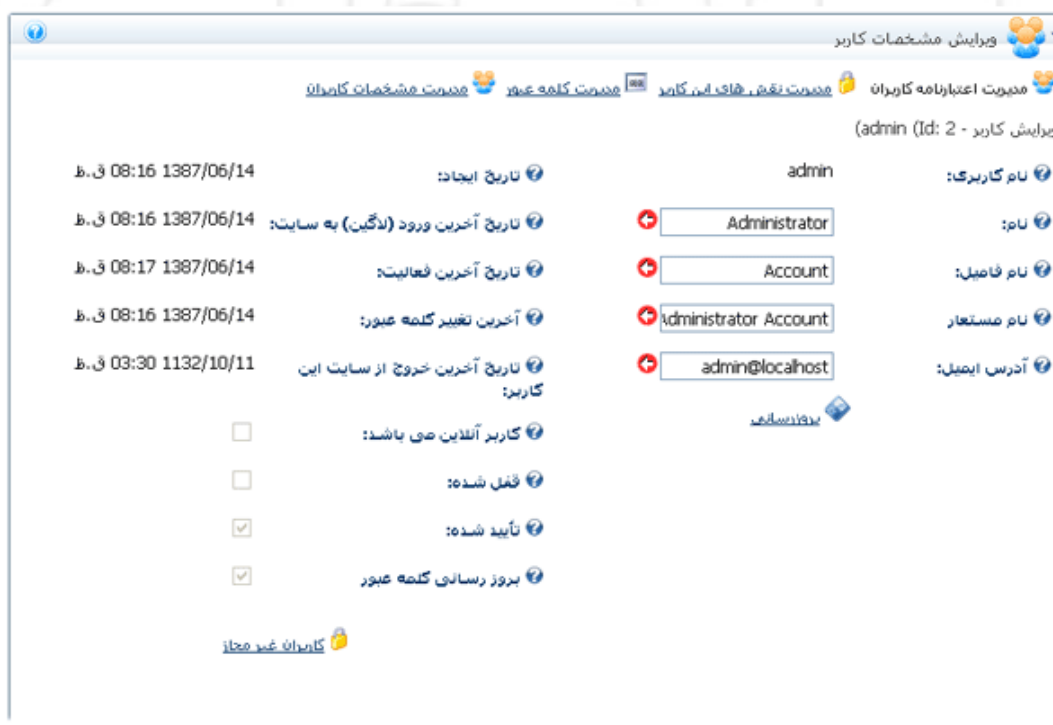 ویرایش مشخصات کاربر
مدیریت اعتبارنامه کاربران مدیریت نقش های این کاربر مدیریت کلمه عبور مدیریت مشخصات کاربران
ویرایش کاربر - admin (Id: 2)
نام کاربری: admin
نام: Administrator
نام فامیل: Account
نام مستعار Administrator Account
آدرس ایمیل: admin@localhost
بروزرسانی
تاریخ ایجاد: 1387/06/14 08:16 ق.ظ
تاریخ آخرین ورود (لاگین) به سایت: 1387/06/14 08:16 ق.ظ
تاریخ آخرین فعالیت: 1387/06/14 08:17 ق.ظ
آخرین تغییر کلمه عبور: 1387/06/14 08:16 ق.ظ
تاریخ آخرین خروج از سایت این
کاربر: 1132/10/11 03:30 ق.ظ
کاربر آنلاین می باشد:
قفل شده:
تأیید شده:
بروز رسانی کلمه عبور
کاربران غیر مجاز